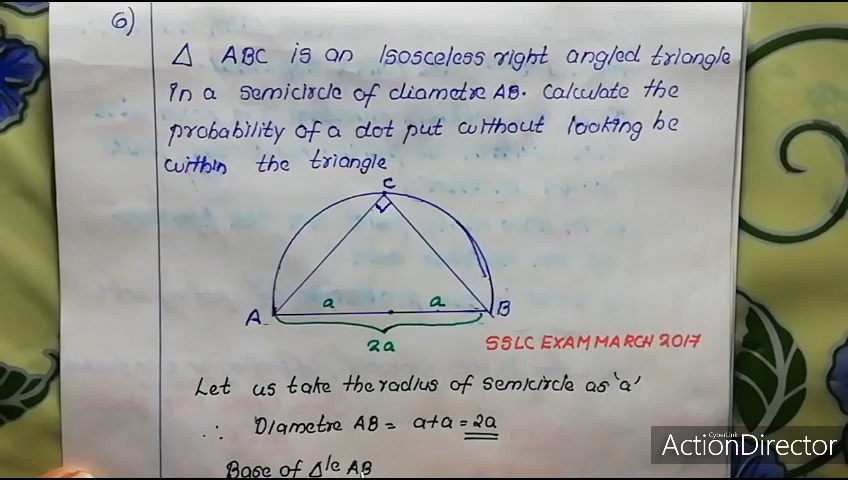 6)
Δ ABC is an Isosceless right angled triangle
in a semicircle of diametre AB. Calculate the
probability of a dot put without looking be
within the triangle
C
a a
A B
2a
SSLC EXAM MARCH 2017
Let us take the radius of semicircle as 'a'
∴ Diametre AB = a+a = 2a
Base of Δle AB
CyberLink
ActionDirector